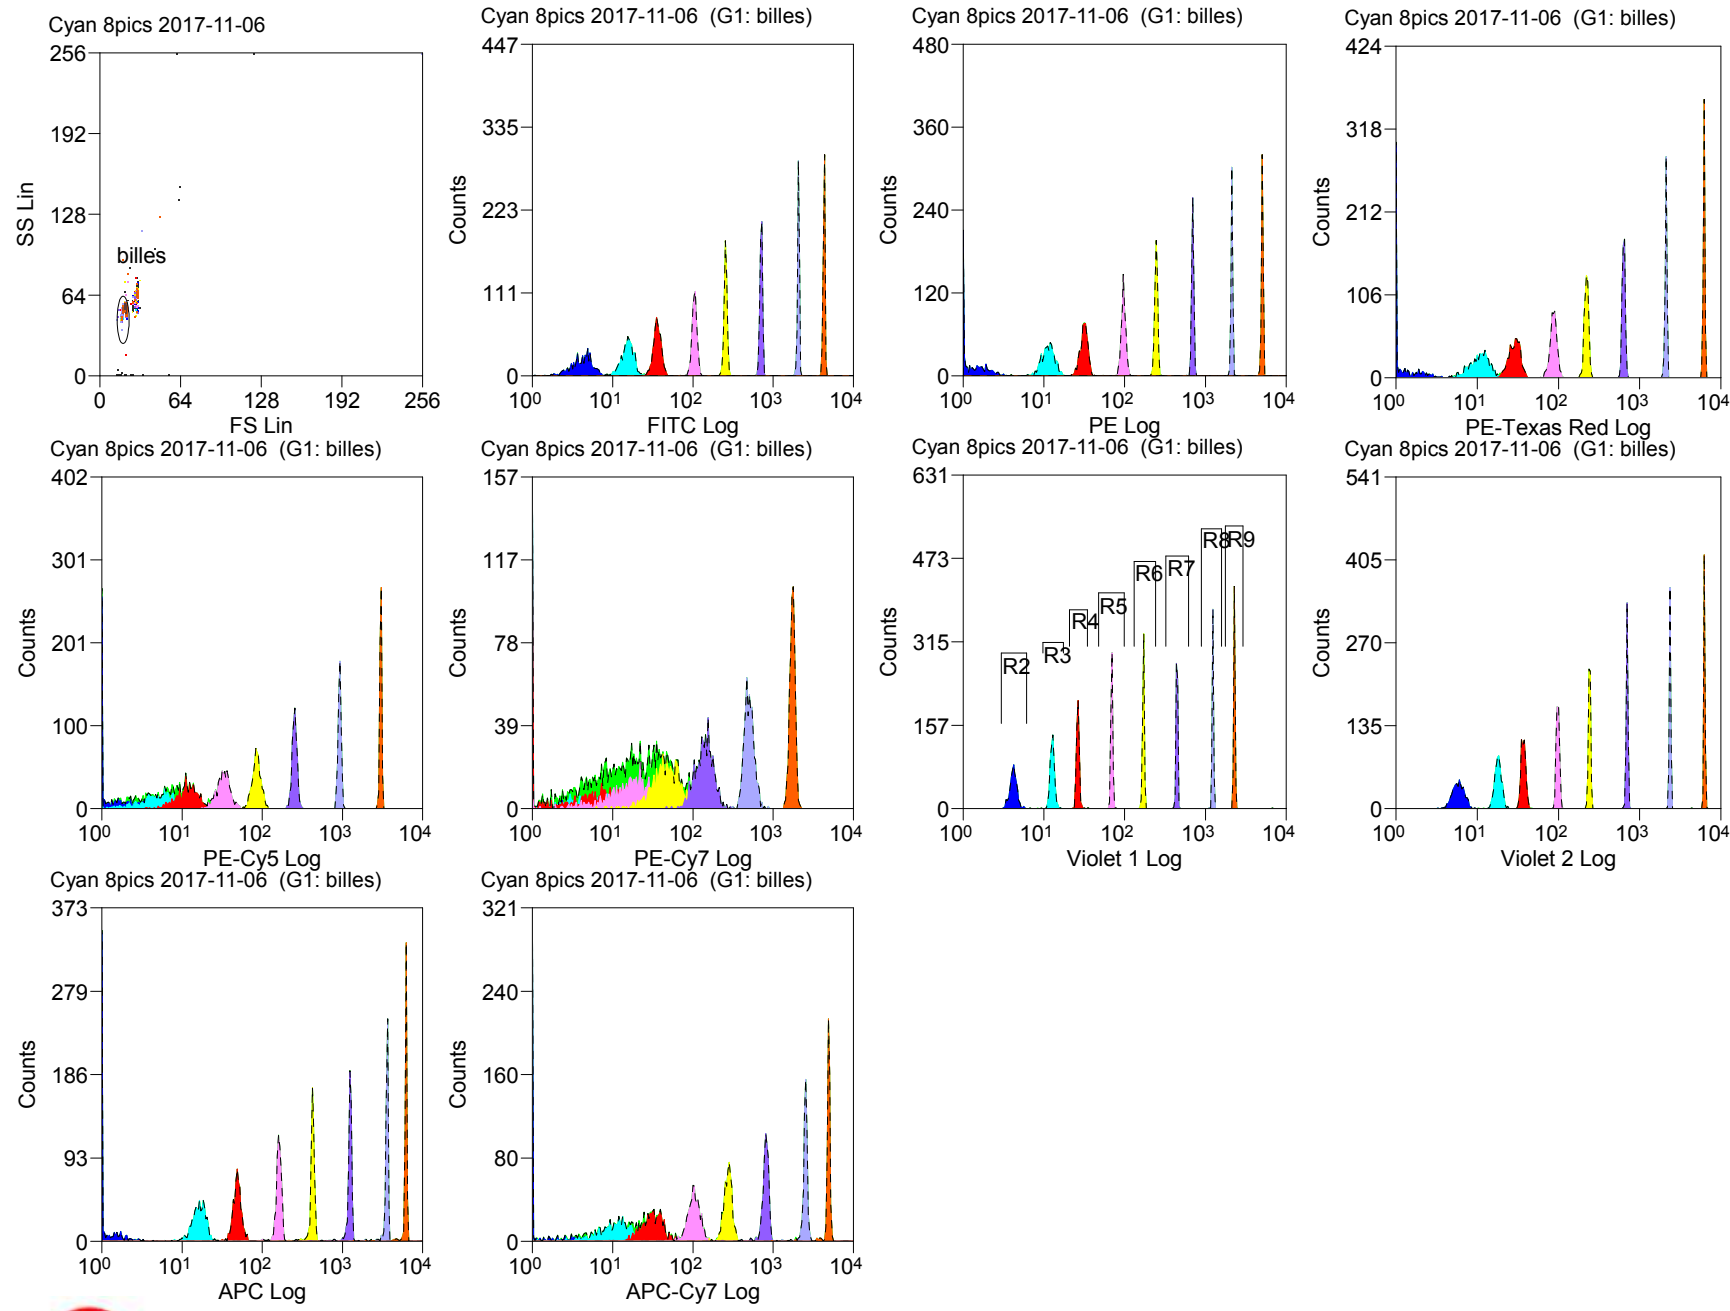 Cyan 8pics 2017-11-06
256
192
128
64
0
SS Lin
billes
0 64 128 192 256
FS Lin
Cyan 8pics 2017-11-06 (G1: billes)
447
335
223
111
0
Counts
10⁰ 10¹ 10² 10³ 10⁴
FITC Log
Cyan 8pics 2017-11-06 (G1: billes)
480
360
240
120
0
Counts
10⁰ 10¹ 10² 10³ 10⁴
PE Log
Cyan 8pics 2017-11-06 (G1: billes)
424
318
212
106
0
Counts
10⁰ 10¹ 10² 10³ 10⁴
PE-Texas Red Log
Cyan 8pics 2017-11-06 (G1: billes)
402
301
201
100
0
Counts
10⁰ 10¹ 10² 10³ 10⁴
PE-Cy5 Log
Cyan 8pics 2017-11-06 (G1: billes)
157
117
78
39
0
Counts
10⁰ 10¹ 10² 10³ 10⁴
PE-Cy7 Log
Cyan 8pics 2017-11-06 (G1: billes)
631
473
315
157
0
Counts
R2 R3 R4 R5 R6 R7 R8 R9
10⁰ 10¹ 10² 10³ 10⁴
Violet 1 Log
Cyan 8pics 2017-11-06 (G1: billes)
541
405
270
135
0
Counts
10⁰ 10¹ 10² 10³ 10⁴
Violet 2 Log
Cyan 8pics 2017-11-06 (G1: billes)
373
279
186
93
0
Counts
10⁰ 10¹ 10² 10³ 10⁴
APC Log
Cyan 8pics 2017-11-06 (G1: billes)
321
240
160
80
0
Counts
10⁰ 10¹ 10² 10³ 10⁴
APC-Cy7 Log